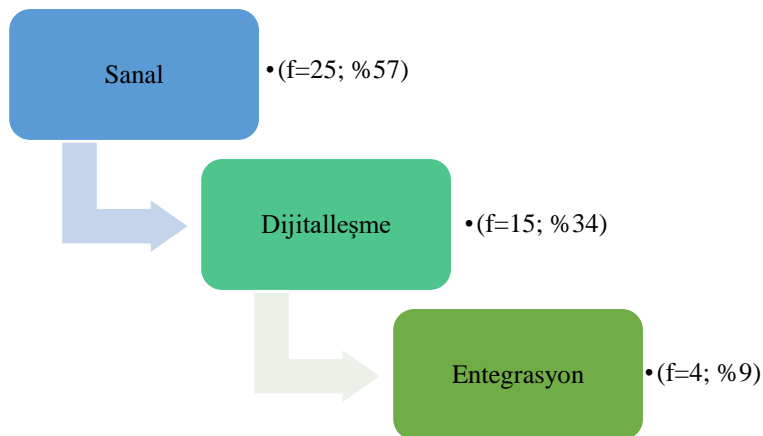 Sanal
•(f=25; %57)
Dijitalleşme
•(f=15; %34)
Entegrasyon
•(f=4; %9)